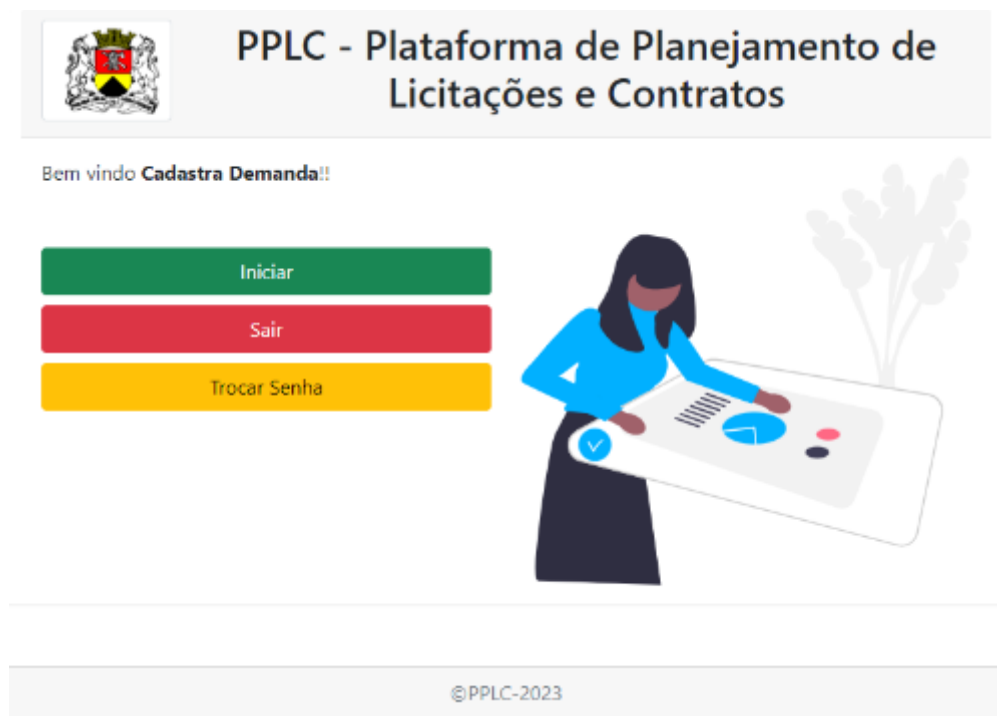 PPLC - Plataforma de Planejamento de
Licitações e Contratos
Bem vindo Cadastra Demanda!!
Iniciar
Sair
Trocar Senha
©PPLC-2023